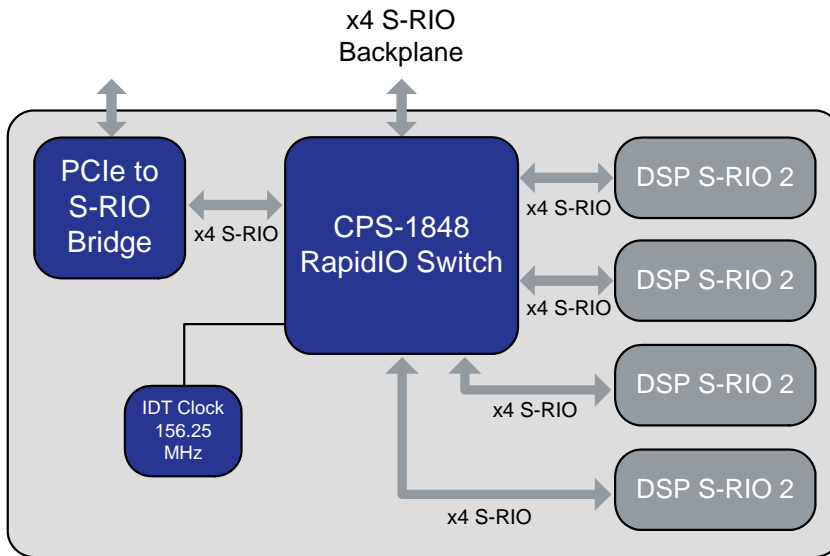 x4 S-RIO
Backplane
PCIe to
S-RIO
Bridge
x4 S-RIO
CPS-1848
RapidIO Switch
x4 S-RIO
DSP S-RIO 2
x4 S-RIO
DSP S-RIO 2
x4 S-RIO
DSP S-RIO 2
x4 S-RIO
DSP S-RIO 2
IDT Clock
156.25
MHz